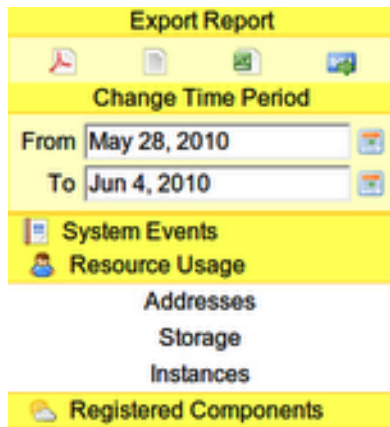 Export Report
Change Time Period
From May 28, 2010
To Jun 4, 2010
System Events
Resource Usage
Addresses
Storage
Instances
Registered Components